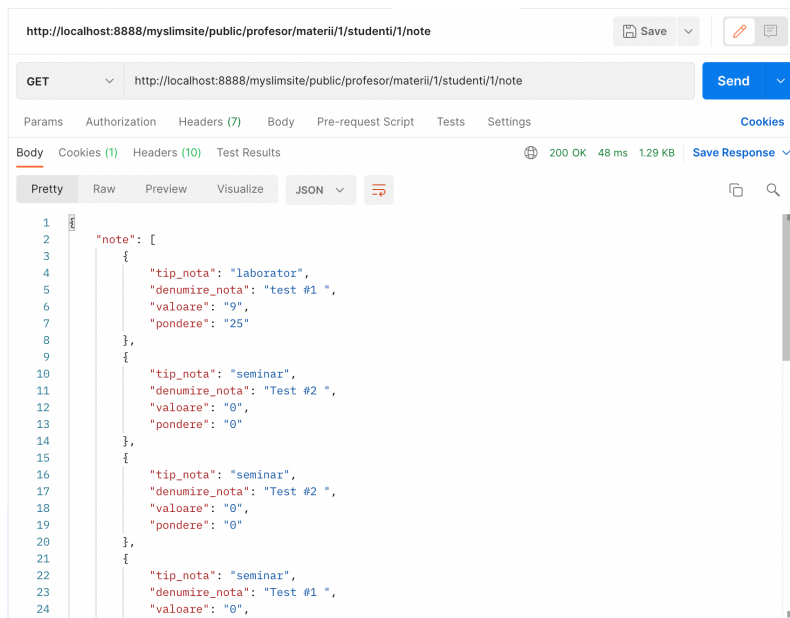 http://localhost:8888/myslimsite/public/profesor/materii/1/studenti/1/note Save
GET http://localhost:8888/myslimsite/public/profesor/materii/1/studenti/1/note Send
Params Authorization Headers (7) Body Pre-request Script Tests Settings Cookies
Body Cookies (1) Headers (10) Test Results 200 OK 48 ms 1.29 KB Save Response
Pretty Raw Preview Visualize JSON
1 {
2 "note": [
3 {
4 "tip_nota": "laborator",
5 "denumire_nota": "test #1 ",
6 "valoare": "9",
7 "pondere": "25"
8 },
9 {
10 "tip_nota": "seminar",
11 "denumire_nota": "Test #2 ",
12 "valoare": "0",
13 "pondere": "0"
14 },
15 {
16 "tip_nota": "seminar",
17 "denumire_nota": "Test #2 ",
18 "valoare": "0",
19 "pondere": "0"
20 },
21 {
22 "tip_nota": "seminar",
23 "denumire_nota": "Test #1 ",
24 "valoare": "0",